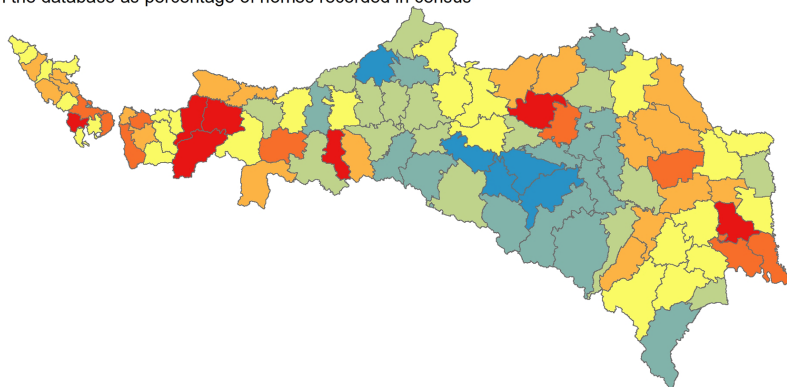 the database as percentage of homes recorded in census